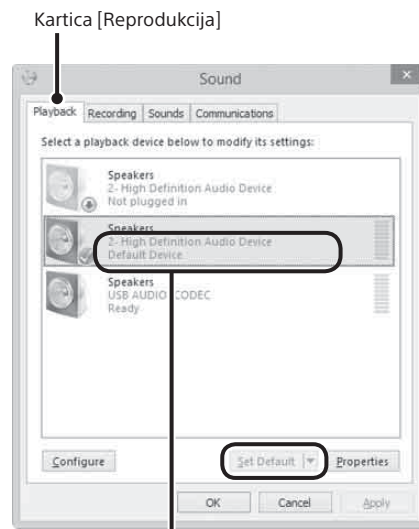 Kartica [Reprodukcija]
Sound
Playback Recording Sounds Communications
Select a playback device below to modify its settings:
Speakers
2- High Definition Audio Device
Not plugged in
Speakers
2- High Definition Audio Device
Default Device
Speakers
USB AUDIO CODEC
Ready
Configure Set Default Properties
OK Cancel Apply